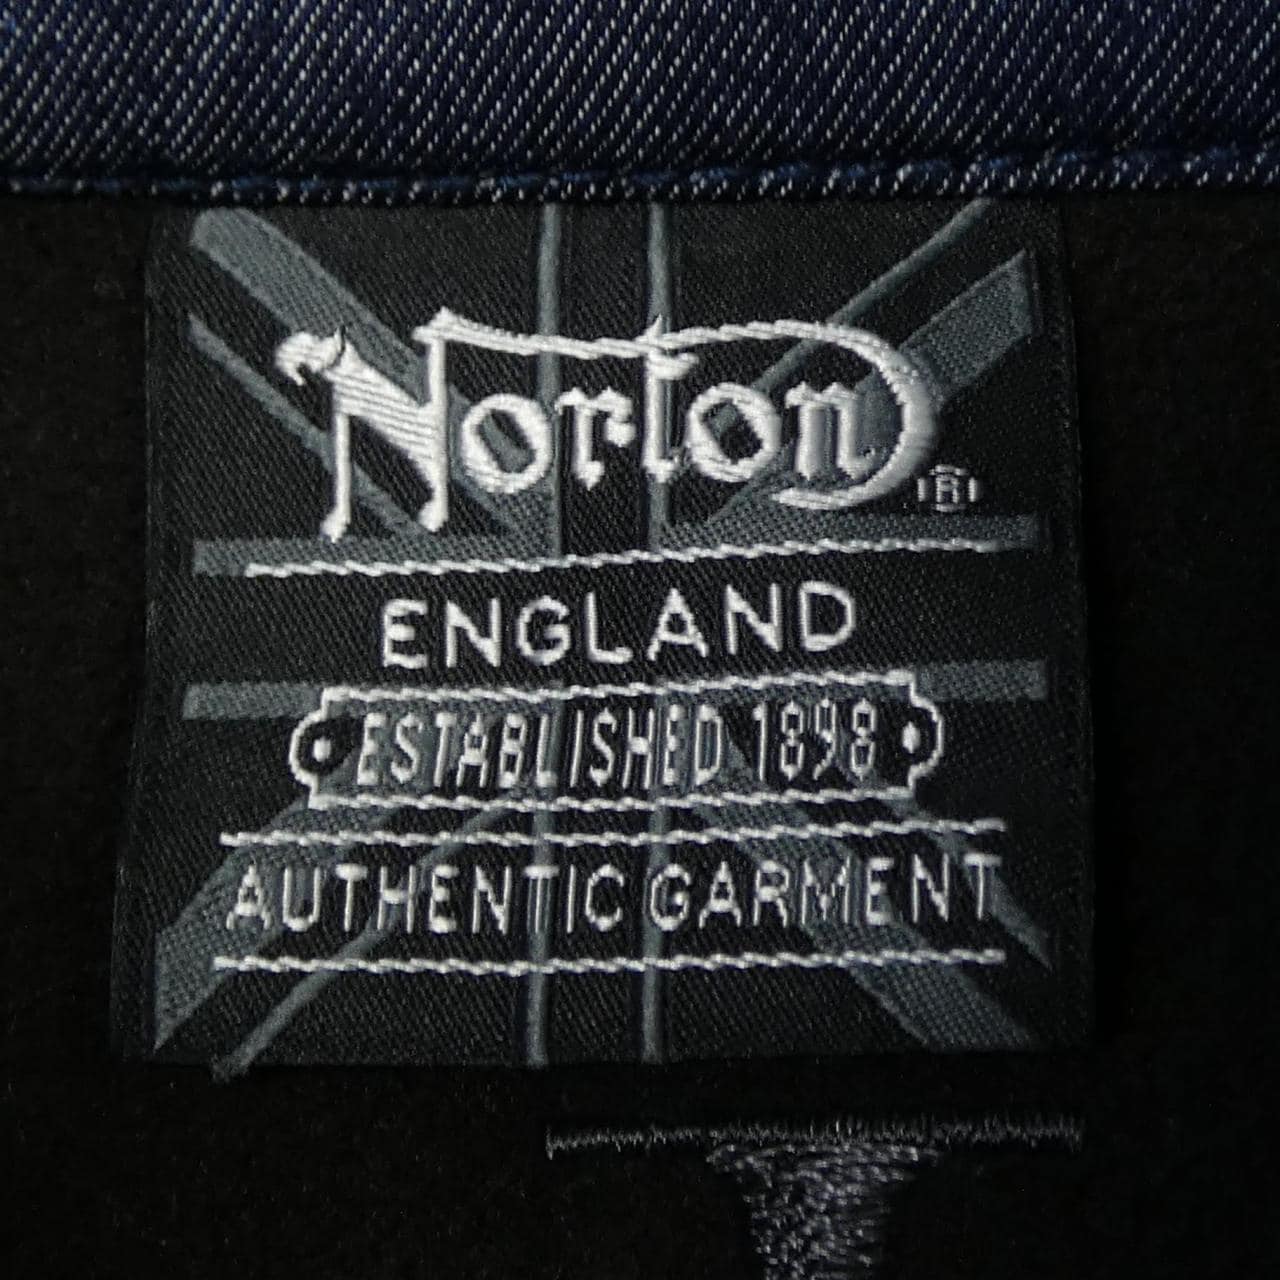 Norton®
ENGLAND
ESTABLISHED 1898
AUTHENTIC GARMENT